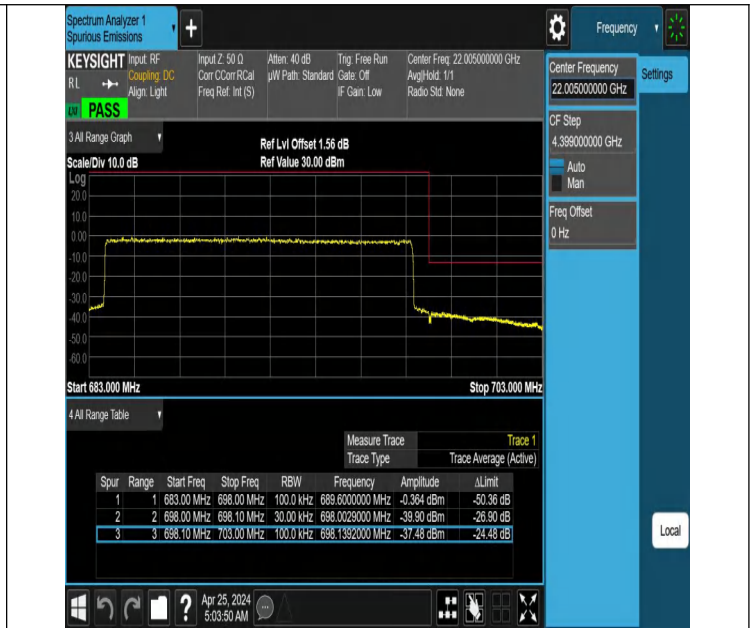 Spectrum Analyzer 1
Spurious Emissions
+
Frequency
KEYSIGHT
RL
Input: RF
Coupling: DC
Align: Light
Input Z: 50 Ω
Corr CCorr RCal
Freq Ref: Int (S)
Atten: 40 dB
µW Path: Standard
Trig: Free Run
Gate: Off
IF Gain: Low
Center Freq: 22.005000000 GHz
Avg|Hold: 1/1
Radio Std: None
PASS
Center Frequency
22.005000000 GHz
Settings
CF Step
4.399000000 GHz
Auto
Man
Freq Offset
0 Hz
3 All Range Graph
Ref Lvl Offset 1.56 dB
Scale/Div 10.0 dB
Ref Value 30.00 dBm
Log
20.0
10.0
0.00
-10.0
-20.0
-30.0
-40.0
-50.0
-60.0
Start 683.000 MHz Stop 703.000 MHz
4 All Range Table
Measure Trace Trace 1
Trace Type Trace Average (Active)
Spur Range Start Freq Stop Freq RBW Frequency Amplitude ΔLimit
1 1 683.00 MHz 698.00 MHz 100.0 kHz 689.6000000 MHz -0.364 dBm -50.36 dB
2 2 698.00 MHz 698.10 MHz 30.00 kHz 698.0029000 MHz -39.90 dBm -26.90 dB
3 3 698.10 MHz 703.00 MHz 100.0 kHz 698.1392000 MHz -37.48 dBm -24.48 dB
Local
?
Apr 25, 2024
5:03:50 AM